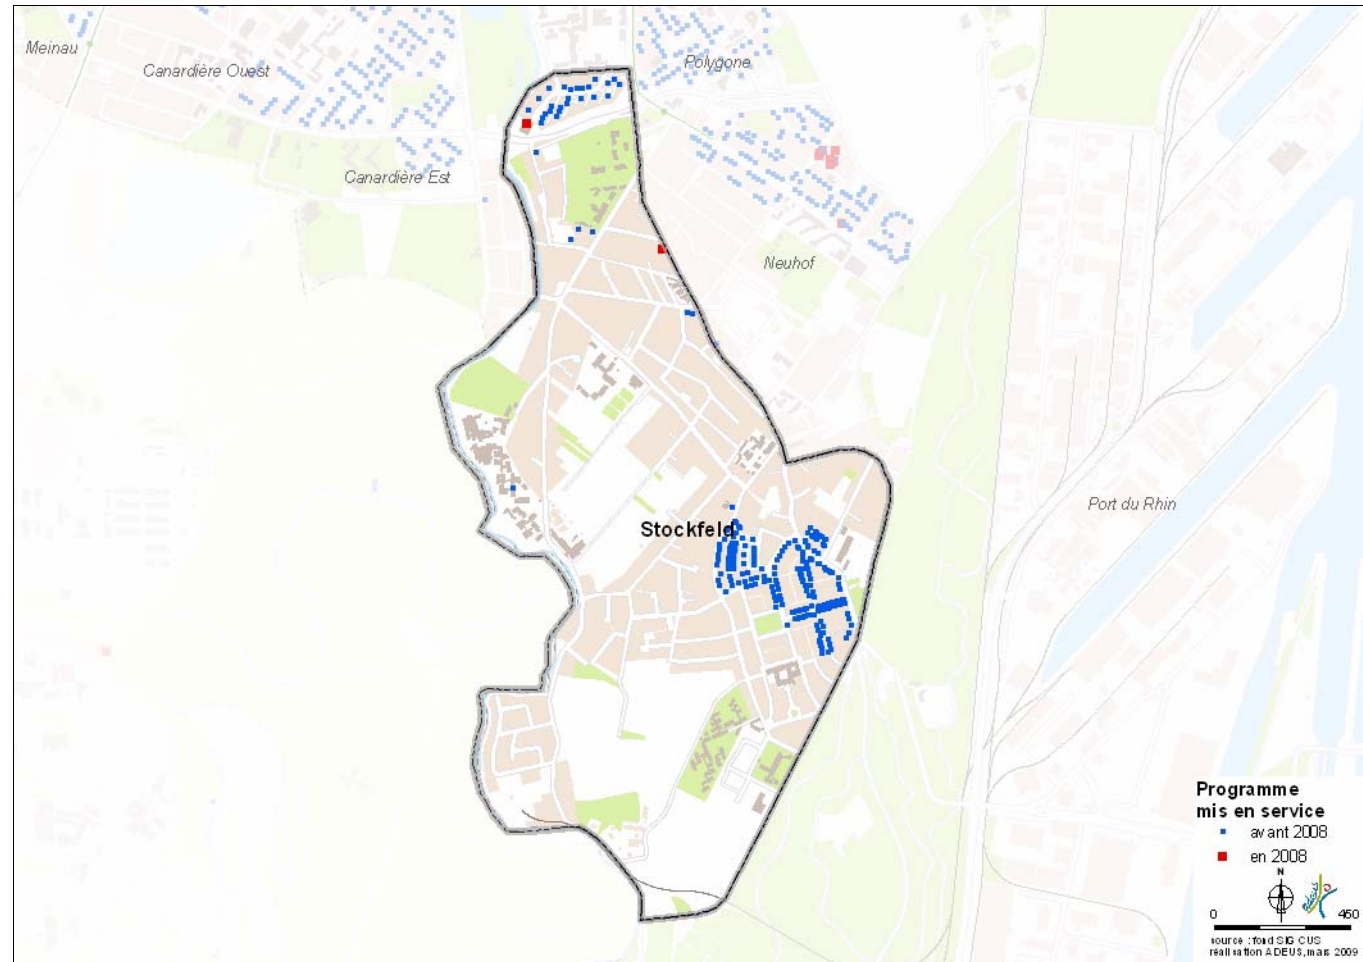 Meinau
Canardière Ouest
Polygone
Canardière Est
Neuhof
Port du Rhin
Stockfeld
Programme
mis en service
avant 2008
en 2008
N
adeus
0 450
source : fond SIG CUS
réalisation ADEUS, mars 2009